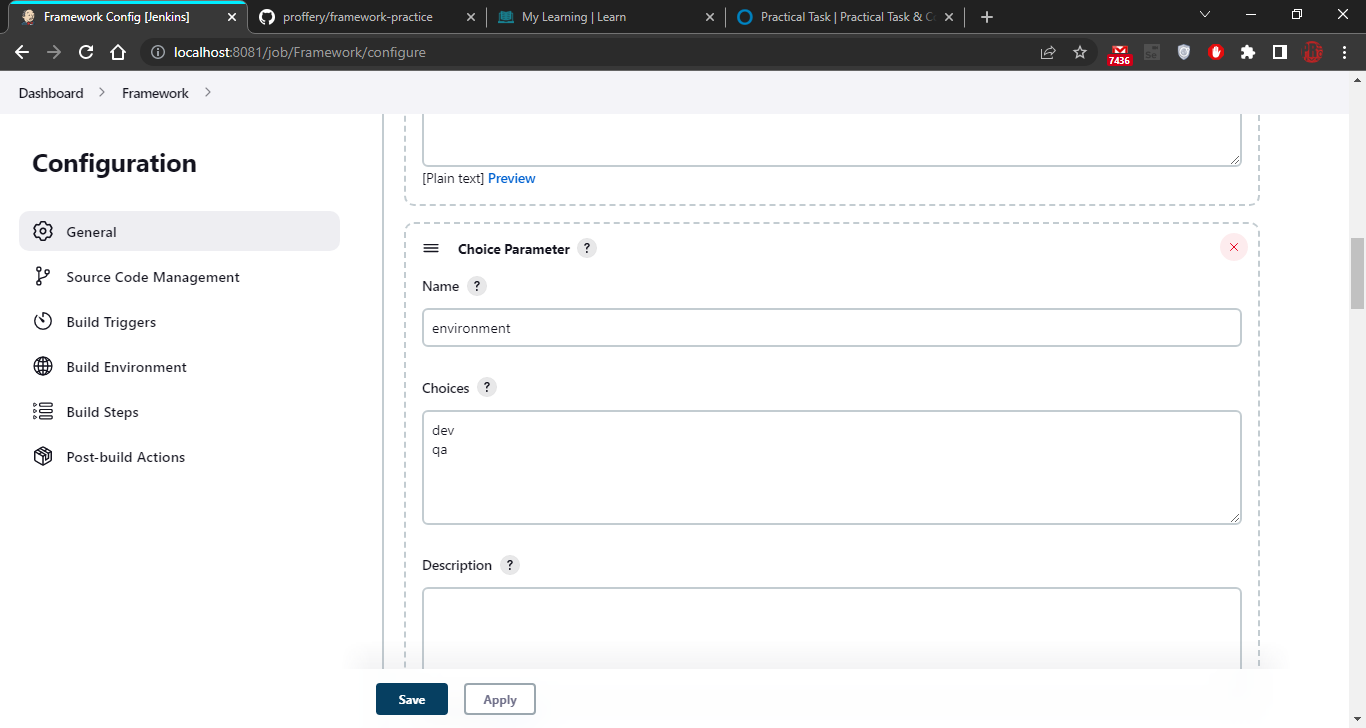 Framework Config [Jenkins]
proffery/framework-practice
My Learning | Learn
Practical Task | Practical Task & C
localhost:8081/job/Framework/configure
7436
Dashboard
Framework
Configuration
General
Source Code Management
Build Triggers
Build Environment
Build Steps
Post-build Actions
[Plain text] Preview
Choice Parameter ?
Name ?
environment
Choices ?
dev
qa
Description ?
Save
Apply